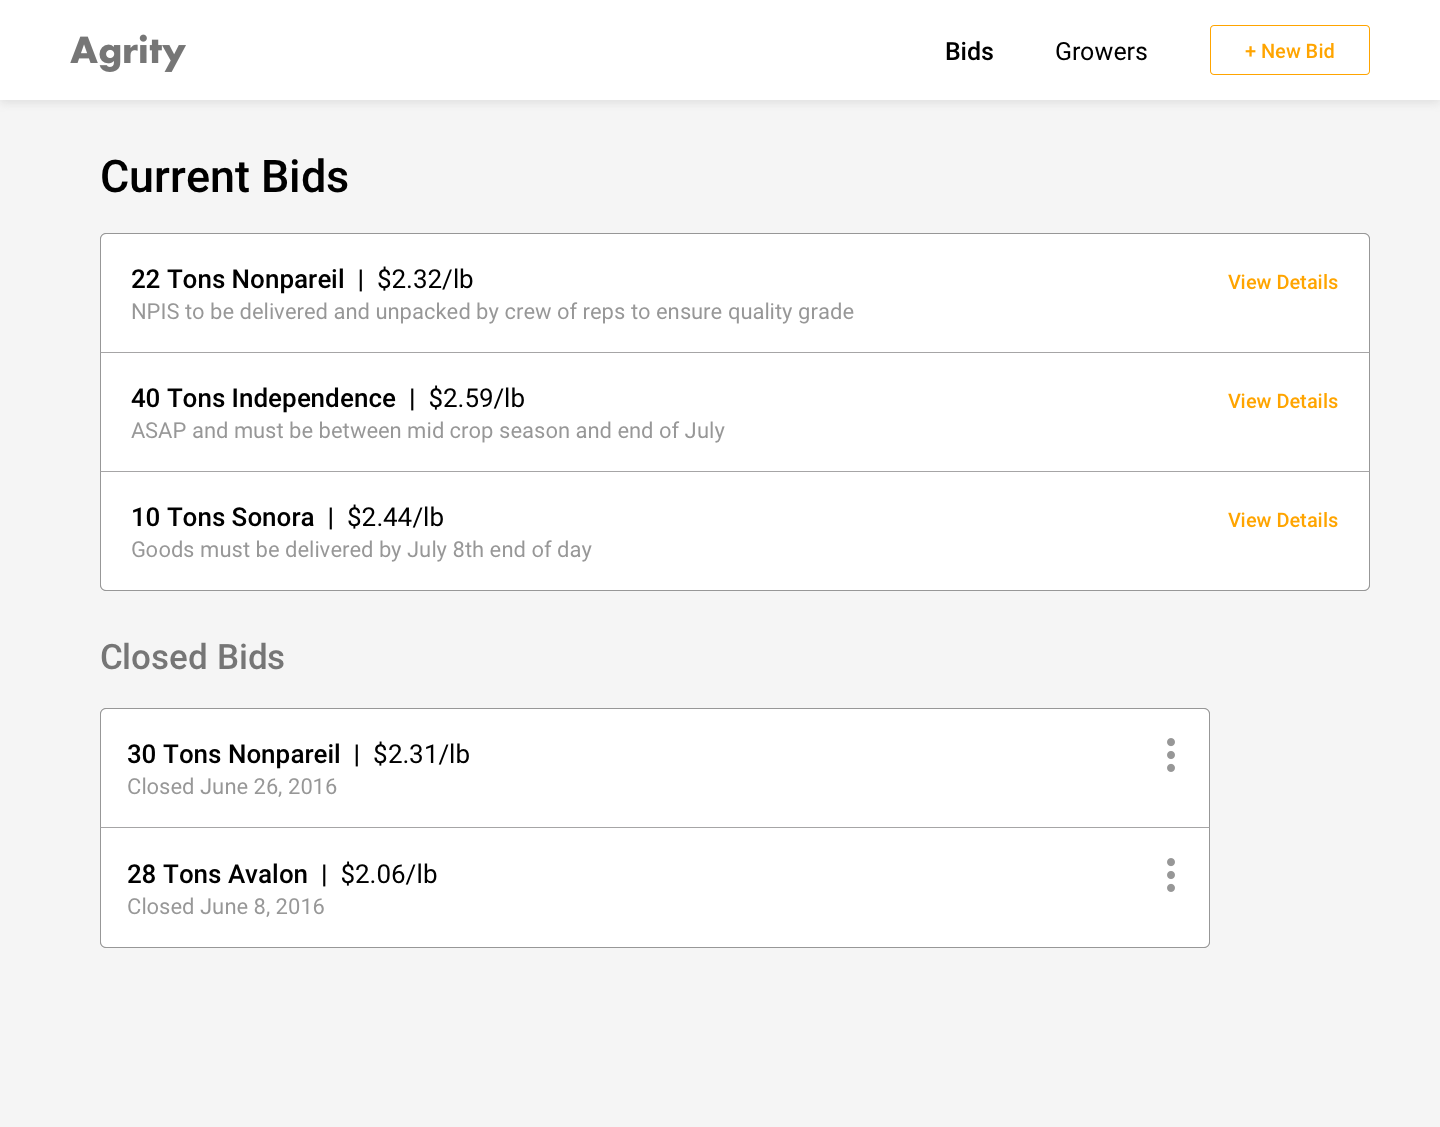 Agrity
Bids
Growers
+ New Bid
Current Bids
22 Tons Nonpareil | $2.32/lb
View Details
NPIS to be delivered and unpacked by crew of reps to ensure quality grade
40 Tons Independence | $2.59/lb
View Details
ASAP and must be between mid crop season and end of July
10 Tons Sonora | $2.44/lb
View Details
Goods must be delivered by July 8th end of day
Closed Bids
30 Tons Nonpareil | $2.31/lb
Closed June 26, 2016
28 Tons Avalon | $2.06/lb
Closed June 8, 2016